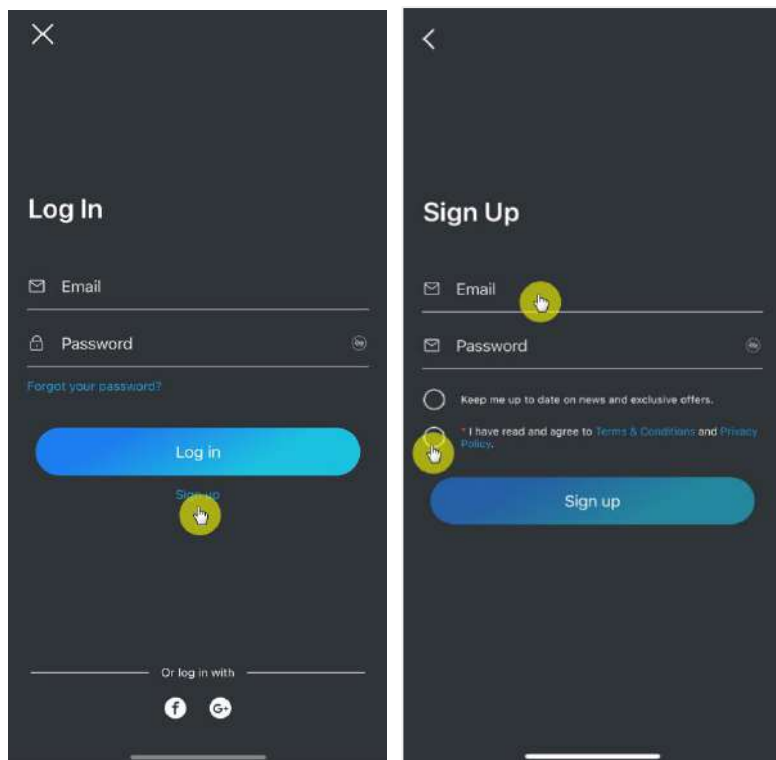 Log In
Email
Password
Forgot your password?
Log in
Sign up
Or log in with
f G+
Sign Up
Email
Password
Keep me up to date on news and exclusive offers.
* I have read and agree to Terms & Conditions and Privacy
Policy.
Sign up